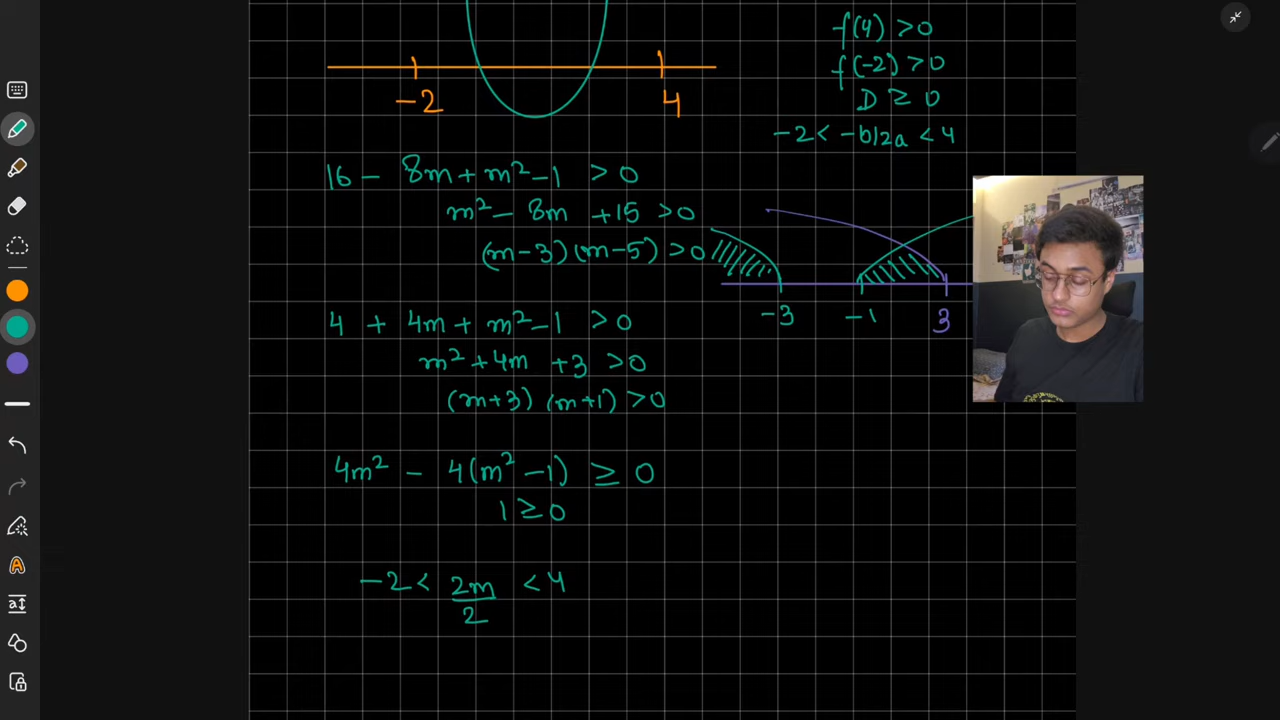 -2
4
f(4) > 0
f(-2) > 0
D ≥ 0
-2 < -b/2a < 4
16 - 8m + m² - 1 > 0
m² - 8m + 15 > 0
(m-3)(m-5) > 0
-3
-1
3
4 + 4m + m² - 1 > 0
m² + 4m + 3 > 0
(m+3) (m+1) > 0
4m² - 4(m² - 1) ≥ 0
1 ≥ 0
-2 < 2m/2 < 4